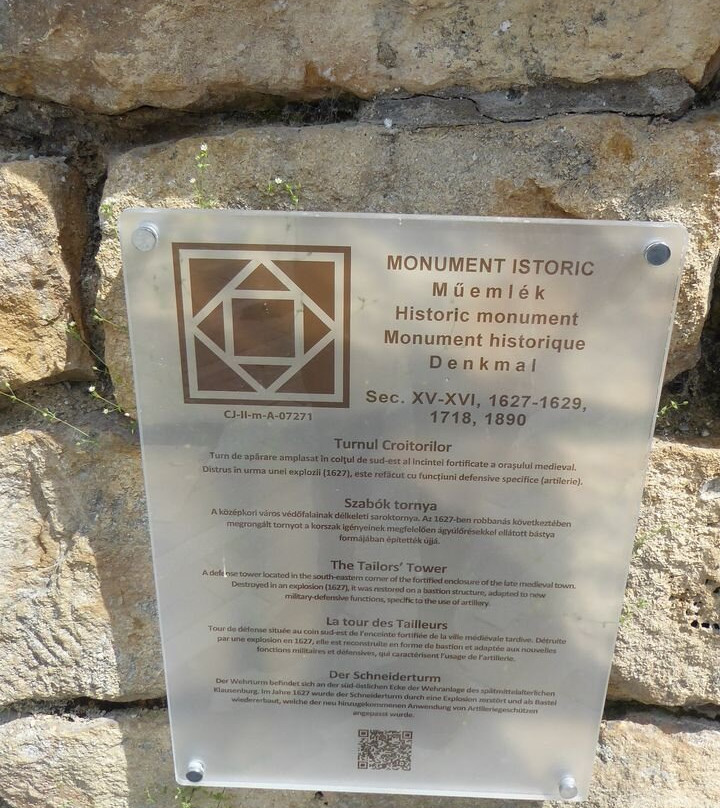 MONUMENT ISTORIC
Műemlék
Historic monument
Monument historique
Denkmal
Sec. XV-XVI, 1627-1629,
1718, 1890
CJ-II-m-A-07271
Turnul Croitorilor
Turn de apărare amplasat în colțul de sud-est al incintei fortificate a orașului medieval.
Distrus în urma unei explozii (1627), este refăcut cu funcțiuni defensive specifice (artilerie).
Szabók tornya
A középkori város védőfalainak délkeleti saroktornya. Az 1627-ben robbanás következtében
megrongált tornyot a korszak igényeinek megfelelően ágyúlőrésekkel ellátott bástya
formájában építették újjá.
The Tailors' Tower
A defense tower located in the south-eastern corner of the fortified enclosure of the late medieval town.
Destroyed in an explosion (1627), it was restored on a bastion structure, adapted to new
military-defensive functions, specific to the use of artillery.
La tour des Tailleurs
Tour de défense située au coin sud-est de l'enceinte fortifiée de la ville médiévale tardive. Détruite
par une explosion en 1627, elle est reconstruite en forme de bastion et adaptée aux nouvelles
fonctions militaires et défensives, qui caractérisent l'usage de l'artillerie.
Der Schneiderturm
Der Wehrturm befindet sich an der süd-östlichen Ecke der Wehranlage des spätmittelalterlichen
Klausenburg. Im Jahre 1627 wurde der Schneiderturm durch eine Explosion zerstört und als Bastei
wiedererbaut, welche der neu hinzugekommenen Anwendung von Artilleriegeschützen
angepasst wurde.